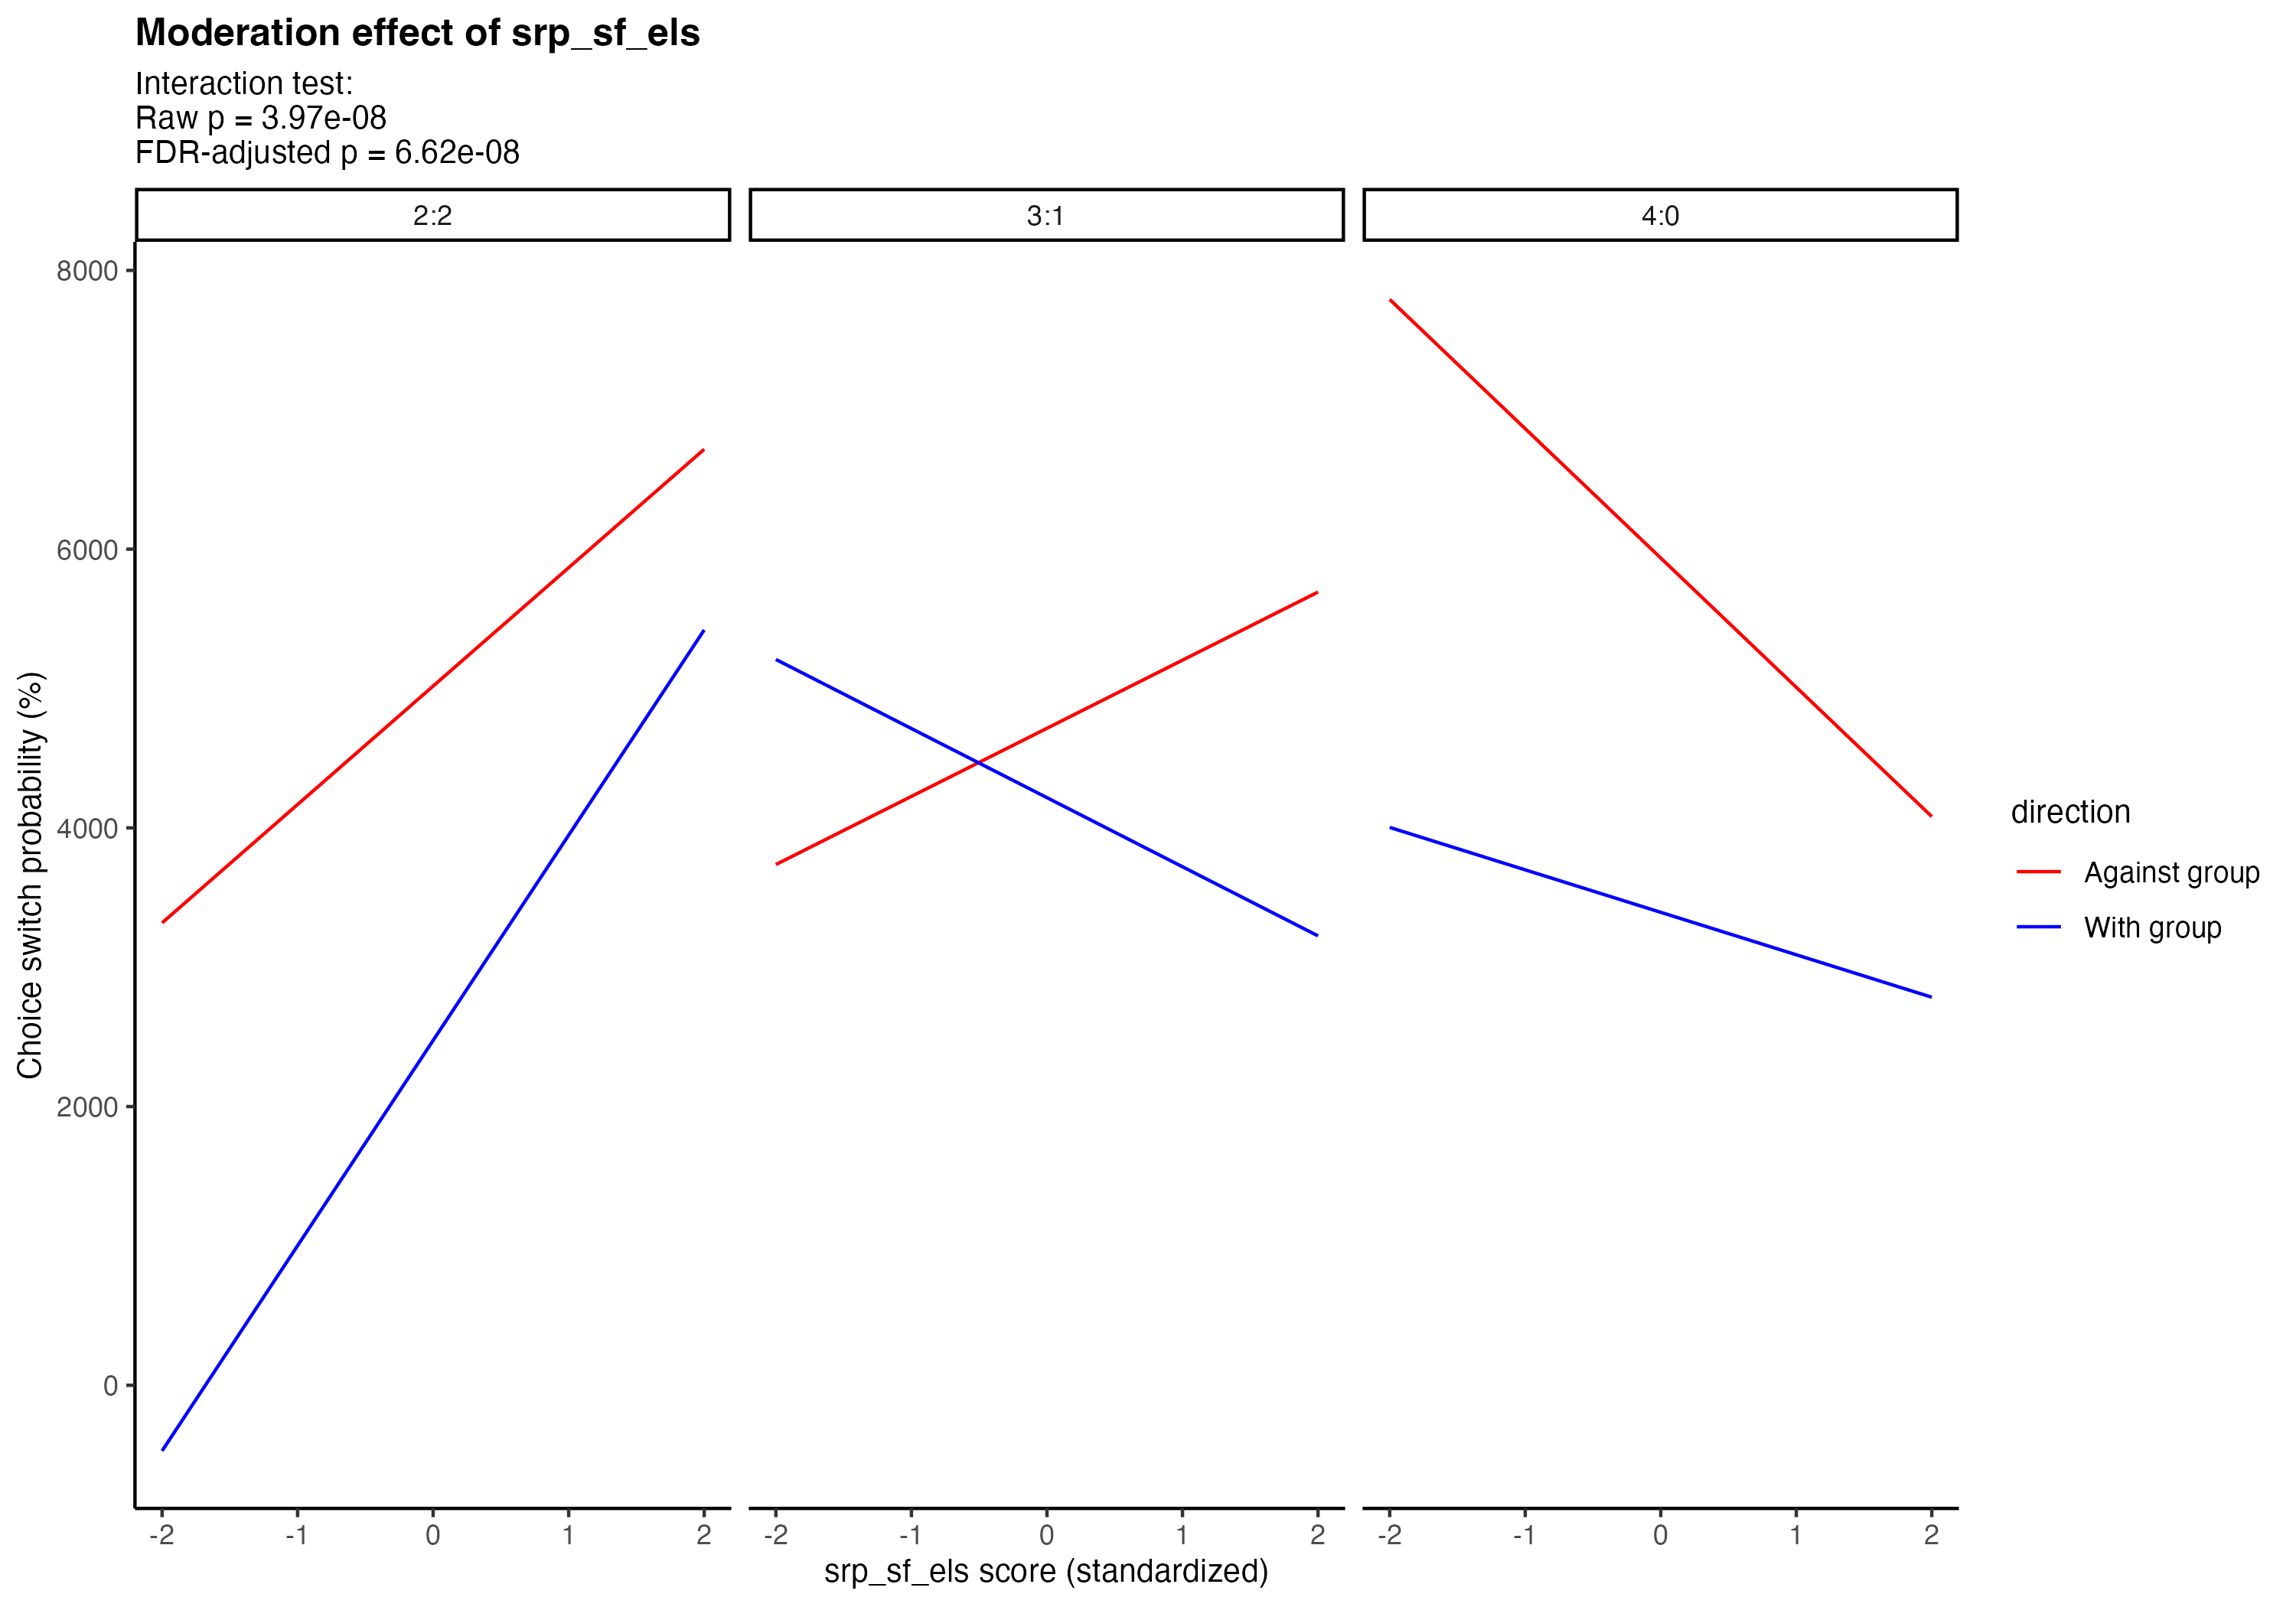 Moderation effect of srp_sf_els
Interaction test:
Raw p = 3.97e-08
FDR-adjusted p = 6.62e-08
2:2
3:1
4:0
Choice switch probability (%)
8000
6000
4000
2000
0
-2 -1 0 1 2
-2 -1 0 1 2
-2 -1 0 1 2
srp_sf_els score (standardized)
direction
Against group
With group